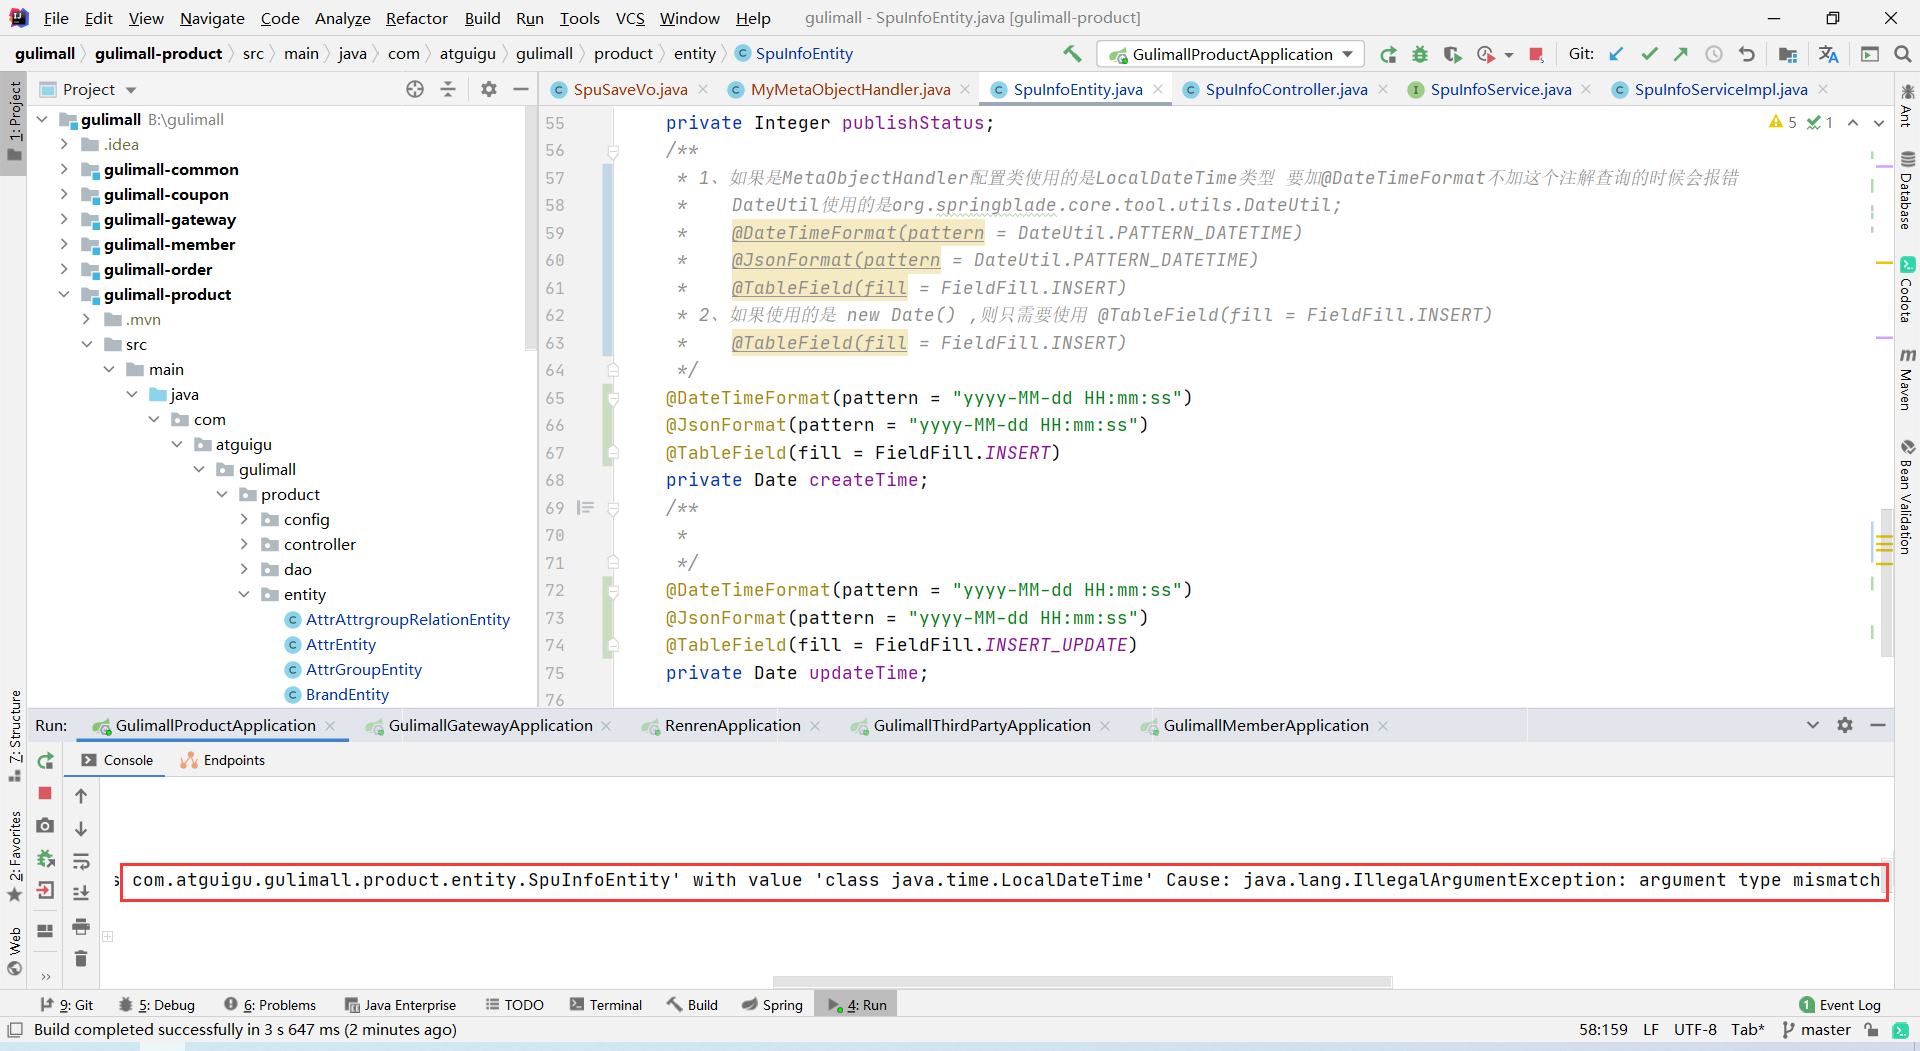 File Edit View Navigate Code Analyze Refactor Build Run Tools VCS Window Help gulimall - SpuInfoEntity.java [gulimall-product]
gulimall gulimall-product src main java com atguigu gulimall product entity SpuInfoEntity GulimallProductApplication Git:
Project
SpuSaveVo.java MyMetaObjectHandler.java SpuInfoEntity.java SpuInfoController.java SpuInfoService.java SpuInfoServiceImpl.java
1: Project
gulimall B:\gulimall
.idea
gulimall-common
gulimall-coupon
gulimall-gateway
gulimall-member
gulimall-order
gulimall-product
.mvn
src
main
java
com
atguigu
gulimall
product
config
controller
dao
entity
AttrAttrgroupRelationEntity
AttrEntity
AttrGroupEntity
BrandEntity
5 1
55 private Integer publishStatus;
56 /**
57 * 1、如果是MetaObjectHandler配置类使用的是LocalDateTime类型 要加@DateTimeFormat不加这个注解查询的时候会报错
58 * DateUtil使用的是org.springblade.core.tool.utils.DateUtil;
59 * @DateTimeFormat(pattern = DateUtil.PATTERN_DATETIME)
60 * @JsonFormat(pattern = DateUtil.PATTERN_DATETIME)
61 * @TableField(fill = FieldFill.INSERT)
62 * 2、如果使用的是 new Date() ,则只需要使用 @TableField(fill = FieldFill.INSERT)
63 * @TableField(fill = FieldFill.INSERT)
64 */
65 @DateTimeFormat(pattern = "yyyy-MM-dd HH:mm:ss")
66 @JsonFormat(pattern = "yyyy-MM-dd HH:mm:ss")
67 @TableField(fill = FieldFill.INSERT)
68 private Date createTime;
69 /**
70 *
71 */
72 @DateTimeFormat(pattern = "yyyy-MM-dd HH:mm:ss")
73 @JsonFormat(pattern = "yyyy-MM-dd HH:mm:ss")
74 @TableField(fill = FieldFill.INSERT_UPDATE)
75 private Date updateTime;
76
Ant
Database
Codota
Maven
Bean Validation
7: Structure
2: Favorites
Web
Run: GulimallProductApplication GulimallGatewayApplication RenrenApplication GulimallThirdPartyApplication GulimallMemberApplication
Console Endpoints
s com.atguigu.gulimall.product.entity.SpuInfoEntity' with value 'class java.time.LocalDateTime' Cause: java.lang.IllegalArgumentException: argument type mismatch
9: Git 5: Debug 6: Problems Java Enterprise TODO Terminal Build Spring 4: Run 1 Event Log
Build completed successfully in 3 s 647 ms (2 minutes ago) 58:159 LF UTF-8 Tab* master